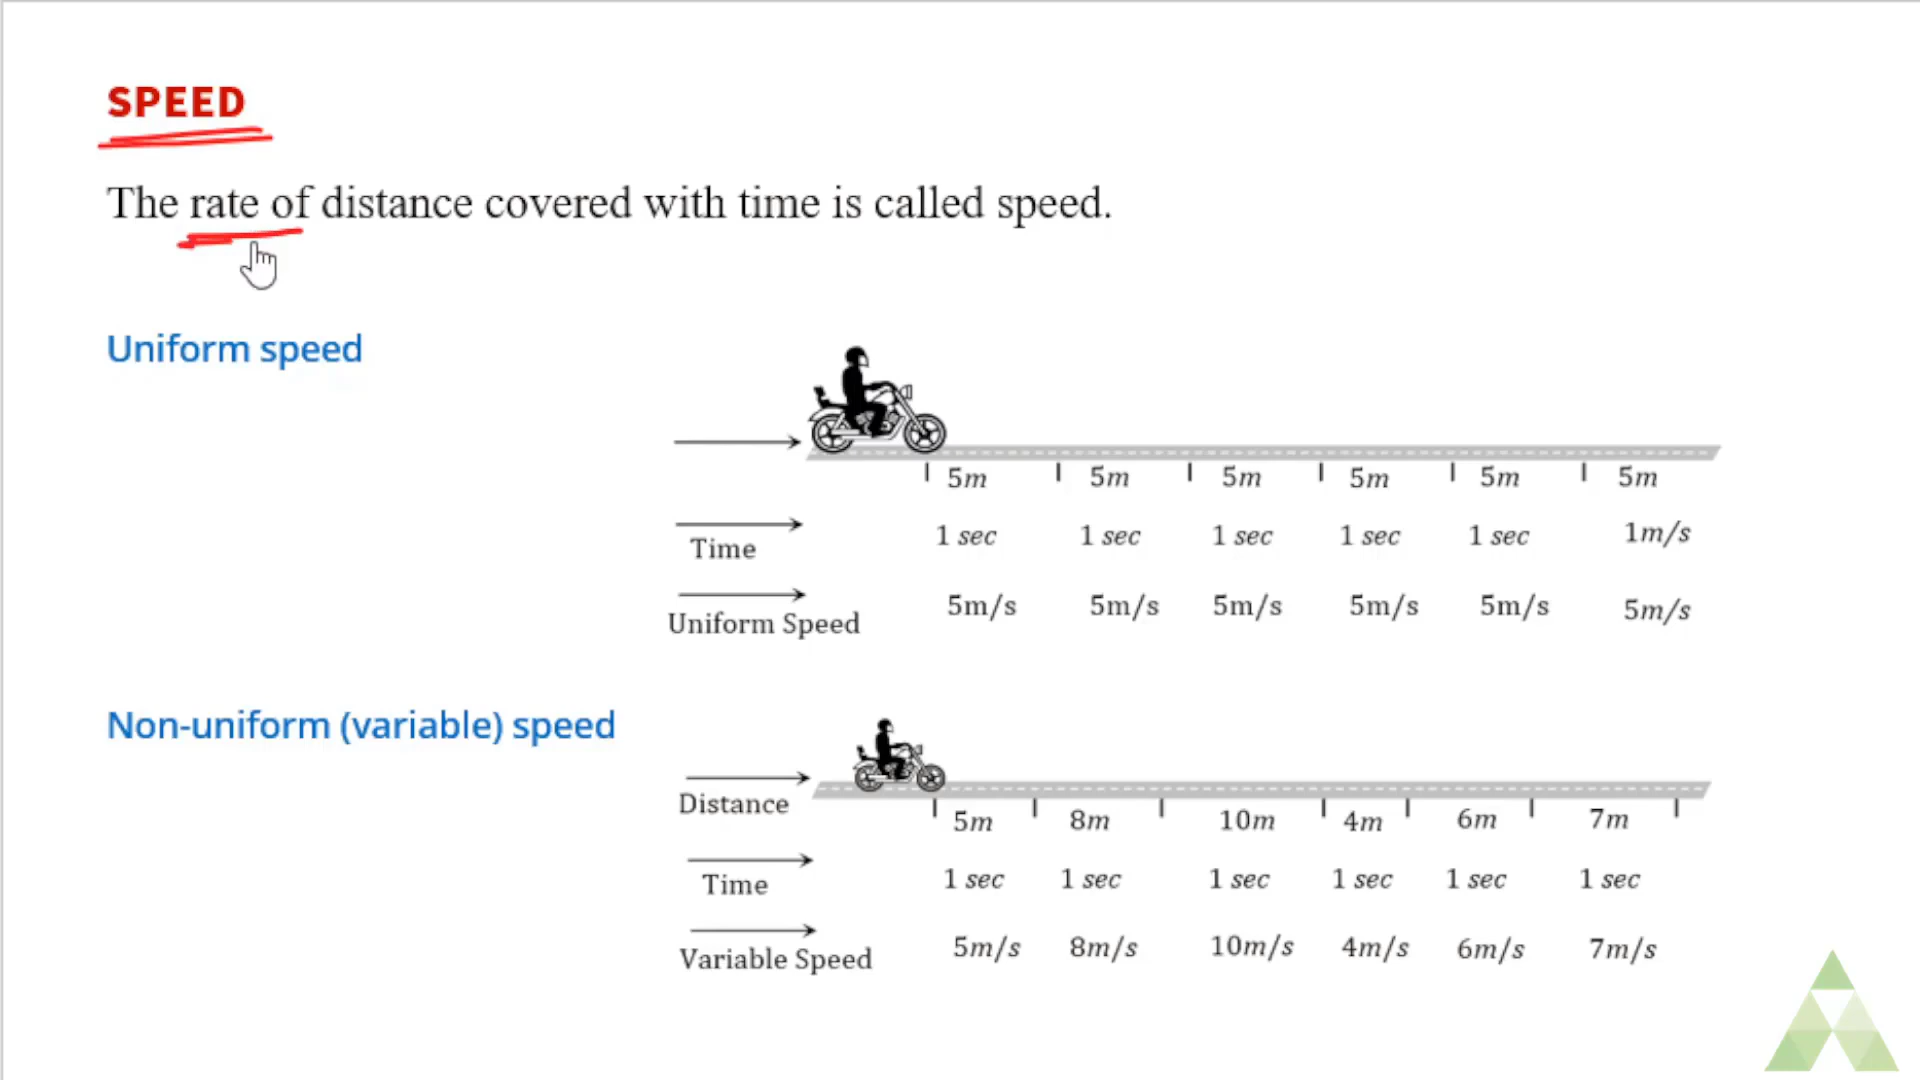 SPEED
The rate of distance covered with time is called speed.
Uniform speed
5m 5m 5m 5m 5m 5m
Time 1 sec 1 sec 1 sec 1 sec 1 sec 1m/s
Uniform Speed 5m/s 5m/s 5m/s 5m/s 5m/s 5m/s
Non-uniform (variable) speed
Distance 5m 8m 10m 4m 6m 7m
Time 1 sec 1 sec 1 sec 1 sec 1 sec 1 sec
Variable Speed 5m/s 8m/s 10m/s 4m/s 6m/s 7m/s